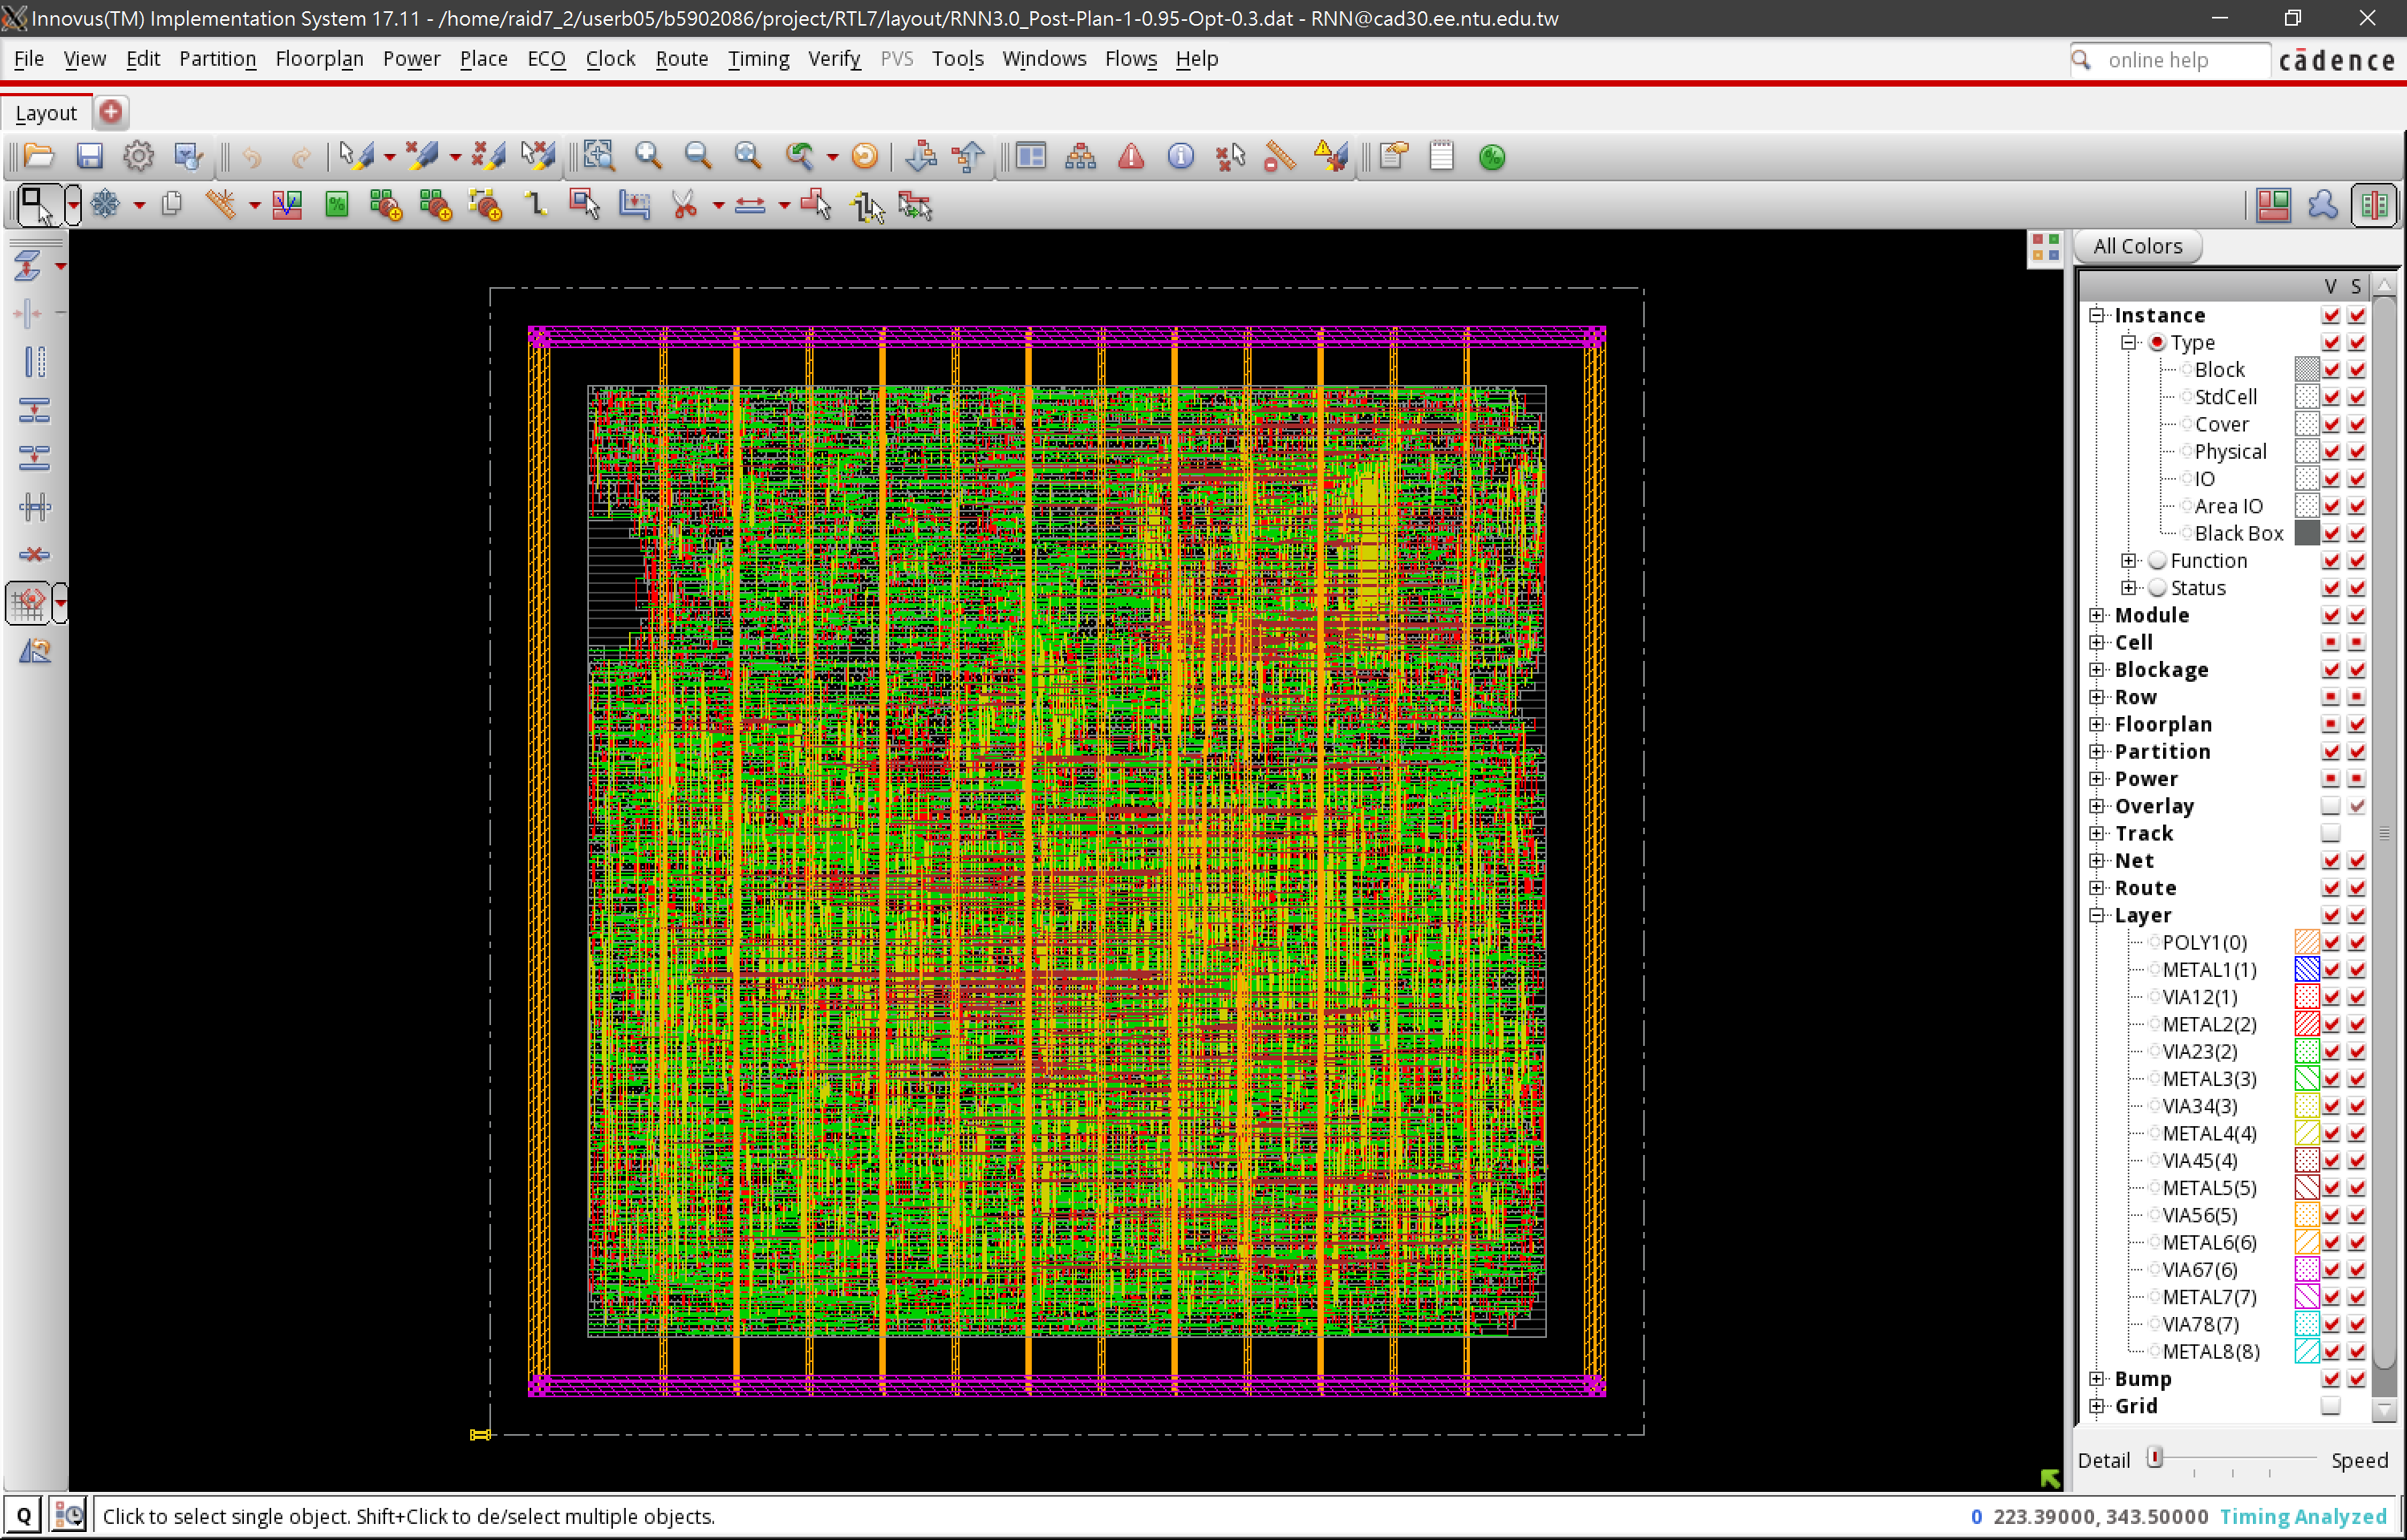 Innovus(TM) Implementation System 17.11 - /home/raid7_2/userb05/b5902086/project/RTL7/layout/RNN3.0_Post-Plan-1-0.95-Opt-0.3.dat - RNN@cad30.ee.ntu.edu.tw
File View Edit Partition Floorplan Power Place ECO Clock Route Timing Verify PVS Tools Windows Flows Help
online help
cādence
Layout
All Colors
V S
Instance
Type
Block
StdCell
Cover
Physical
IO
Area IO
Black Box
Function
Status
Module
Cell
Blockage
Row
Floorplan
Partition
Power
Overlay
Track
Net
Route
Layer
POLY1(0)
METAL1(1)
VIA12(1)
METAL2(2)
VIA23(2)
METAL3(3)
VIA34(3)
METAL4(4)
VIA45(4)
METAL5(5)
VIA56(5)
METAL6(6)
VIA67(6)
METAL7(7)
VIA78(7)
METAL8(8)
Bump
Grid
Detail Speed
Q
Click to select single object. Shift+Click to de/select multiple objects.
0 223.39000, 343.50000 Timing Analyzed